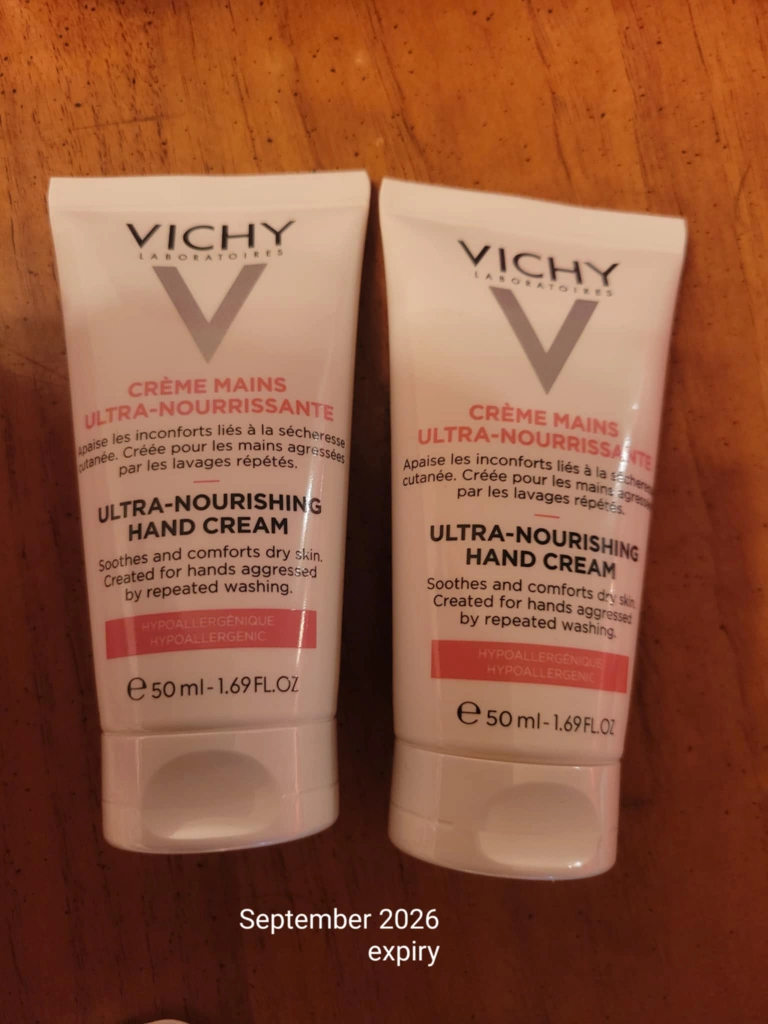 VICHY
LABORATOIRES
CRÈME MAINS
ULTRA-NOURRISSANTE
Apaise les inconforts liés à la sécheresse
cutanée. Créée pour les mains agressées
par les lavages répétés.
ULTRA-NOURISHING
HAND CREAM
Soothes and comforts dry skin.
Created for hands aggressed
by repeated washing.
HYPOALLERGÉNIQUE
HYPOALLERGENIC
e 50 ml - 1.69 FL.OZ
VICHY
LABORATOIRES
CRÈME MAINS
ULTRA-NOURRISSANTE
Apaise les inconforts liés à la
cutanée. Créée pour les mains
par les lavages répétés.
ULTRA-NOURISHING
HAND CREAM
Soothes and comforts dry skin.
Created for hands aggressed
by repeated washing.
HYPOALLERGÉNIQUE
HYPOALLERGENIC
e 50 ml - 1.69 FL.OZ
September 2026
expiry